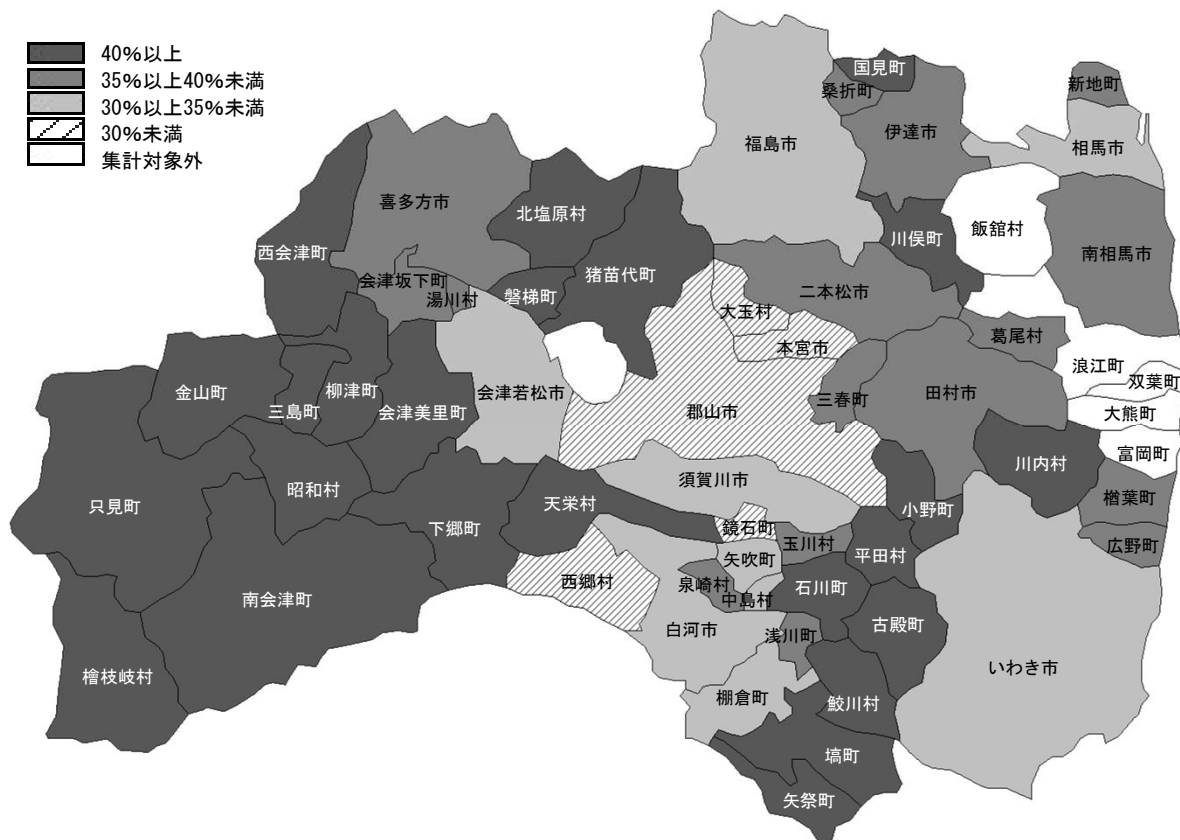 40%以上
35%以上40%未満
30%以上35%未満
30%未満
集計対象外
国見町
桑折町
新地町
伊達市
福島市
相馬市
喜多方市
北塩原村
川俣町
飯舘村
西会津町
南相馬市
猪苗代町
会津坂下町
湯川村
磐梯町
二本松市
大玉村
本宮市
葛尾村
浪江町
双葉町
金山町
三島町
柳津町
会津美里町
会津若松市
郡山市
三春町
田村市
大熊町
富岡町
川内村
須賀川市
昭和村
只見町
下郷町
天栄村
小野町
楢葉町
鏡石町
玉川村
平田村
広野町
矢吹町
西郷村
泉崎村
中島村
石川町
南会津町
白河市
浅川町
古殿町
檜枝岐村
棚倉町
鮫川村
いわき市
塙町
矢祭町